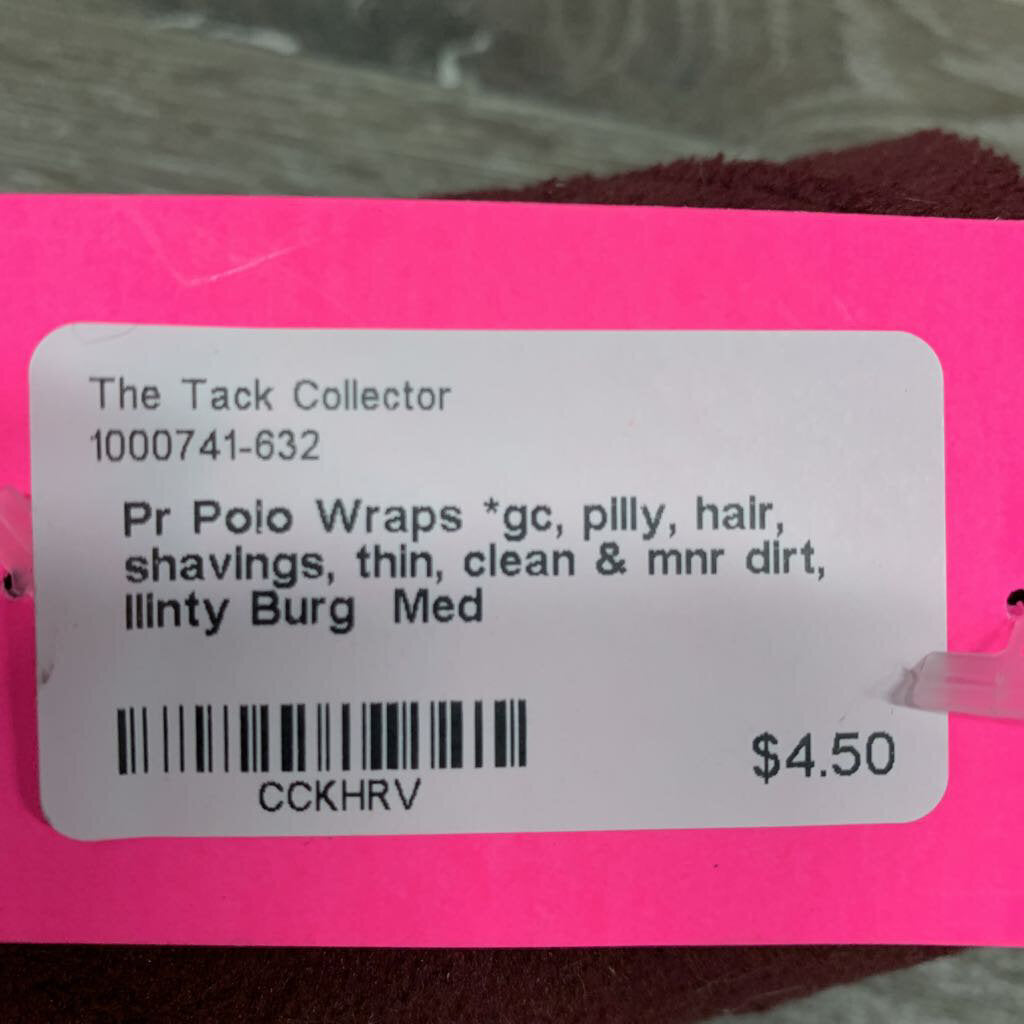 The Tack Collector
1000741-632
Pr Polo Wraps *gc, pilly, hair,
shavings, thin, clean & mnr dirt,
llinty Burg Med
CCKHRV
$4.50